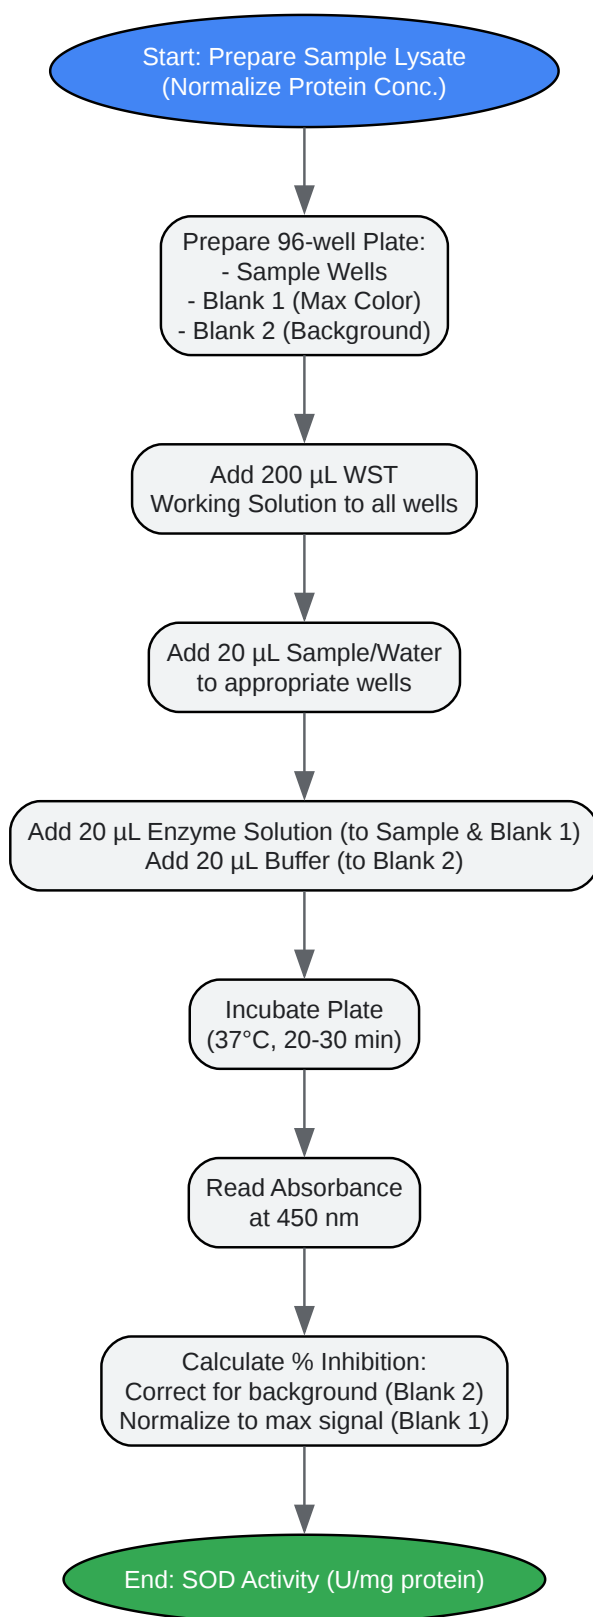 Start: Prepare Sample Lysate
(Normalize Protein Conc.)
Prepare 96-well Plate:
- Sample Wells
- Blank 1 (Max Color)
- Blank 2 (Background)
Add 200 µL WST
Working Solution to all wells
Add 20 µL Sample/Water
to appropriate wells
Add 20 µL Enzyme Solution (to Sample & Blank 1)
Add 20 µL Buffer (to Blank 2)
Incubate Plate
(37°C, 20-30 min)
Read Absorbance
at 450 nm
Calculate % Inhibition:
Correct for background (Blank 2)
Normalize to max signal (Blank 1)
End: SOD Activity (U/mg protein)